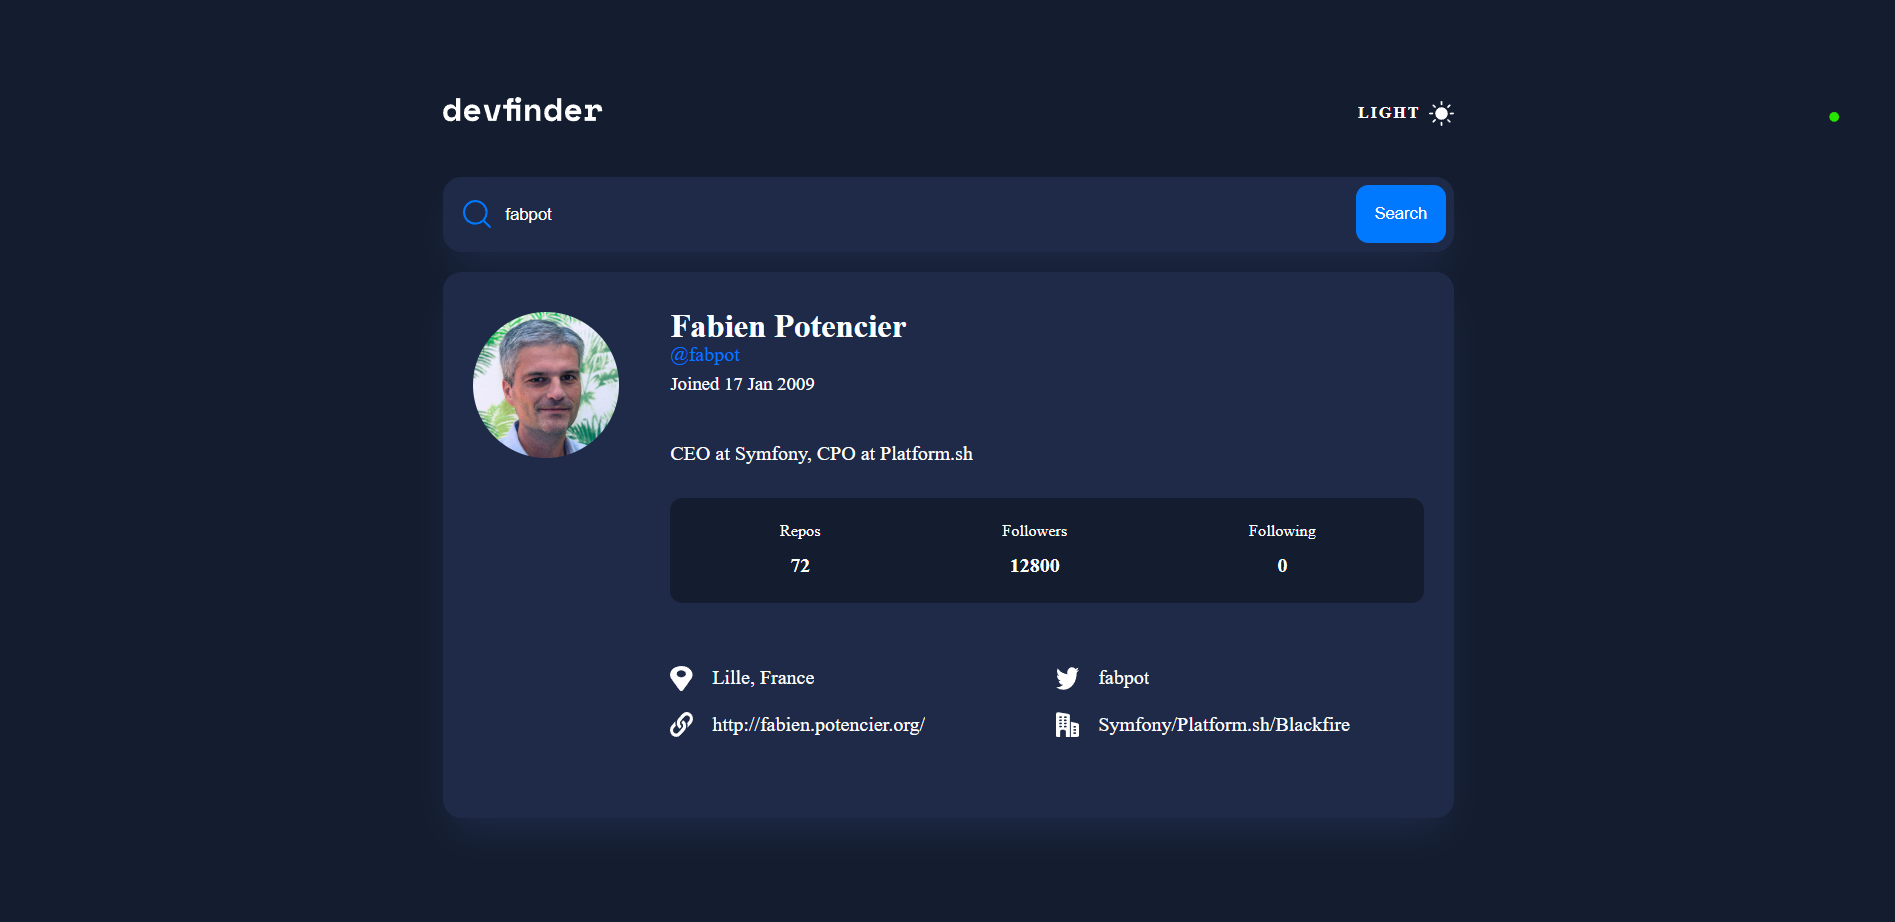 devfinder
LIGHT
fabpot
Search
Fabien Potencier
@fabpot
Joined 17 Jan 2009
CEO at Symfony, CPO at Platform.sh
Repos Followers Following
72 12800 0
Lille, France fabpot
http://fabien.potencier.org/ Symfony/Platform.sh/Blackfire